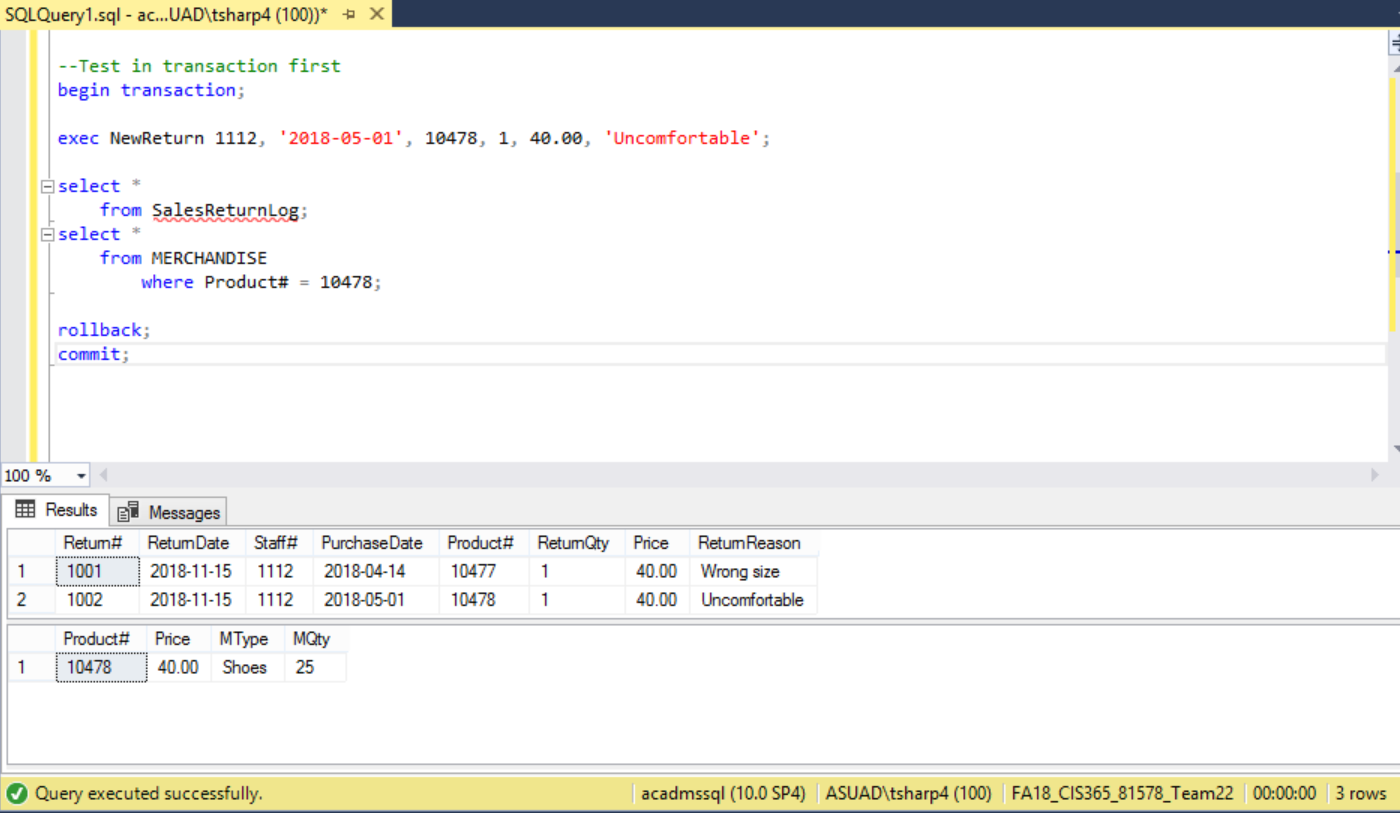 SQLQuery1.sql - ac...UAD\tsharp4 (100))*
--Test in transaction first
begin transaction;
exec NewReturn 1112, '2018-05-01', 10478, 1, 40.00, 'Uncomfortable';
select *
from SalesReturnLog;
select *
from MERCHANDISE
where Product# = 10478;
rollback;
commit;
100 %
Results Messages
Return# ReturnDate Staff# PurchaseDate Product# ReturnQty Price ReturnReason
1 1001 2018-11-15 1112 2018-04-14 10477 1 40.00 Wrong size
2 1002 2018-11-15 1112 2018-05-01 10478 1 40.00 Uncomfortable
Product# Price MType MQty
1 10478 40.00 Shoes 25
Query executed successfully. acadmssql (10.0 SP4) ASUAD\tsharp4 (100) FA18_CIS365_81578_Team22 00:00:00 3 rows